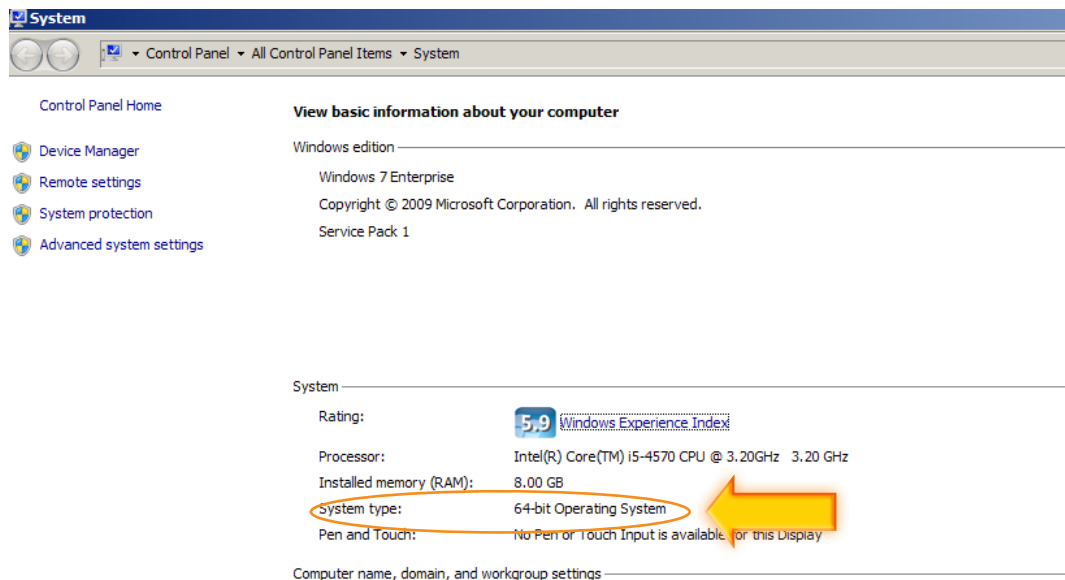 System
Control Panel All Control Panel Items System
Control Panel Home
Device Manager
Remote settings
System protection
Advanced system settings
View basic information about your computer
Windows edition
Windows 7 Enterprise
Copyright © 2009 Microsoft Corporation. All rights reserved.
Service Pack 1
System
Rating:
5,9 Windows Experience Index
Processor: Intel(R) Core(TM) i5-4570 CPU @ 3.20GHz 3.20 GHz
Installed memory (RAM): 8.00 GB
System type: 64-bit Operating System
Pen and Touch: No Pen or Touch Input is available for this Display
Computer name, domain, and workgroup settings